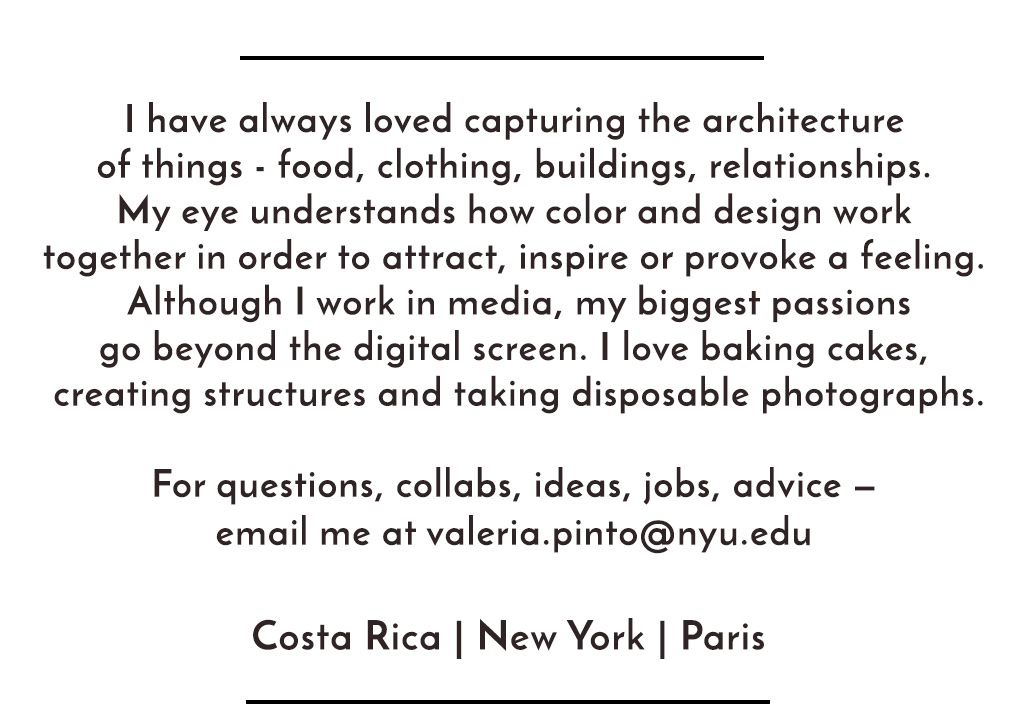 I have always loved capturing the architecture
of things - food, clothing, buildings, relationships.
My eye understands how color and design work
together in order to attract, inspire or provoke a feeling.
Although I work in media, my biggest passions
go beyond the digital screen. I love baking cakes,
creating structures and taking disposable photographs.
For questions, collabs, ideas, jobs, advice –
email me at valeria.pinto@nyu.edu
Costa Rica | New York | Paris